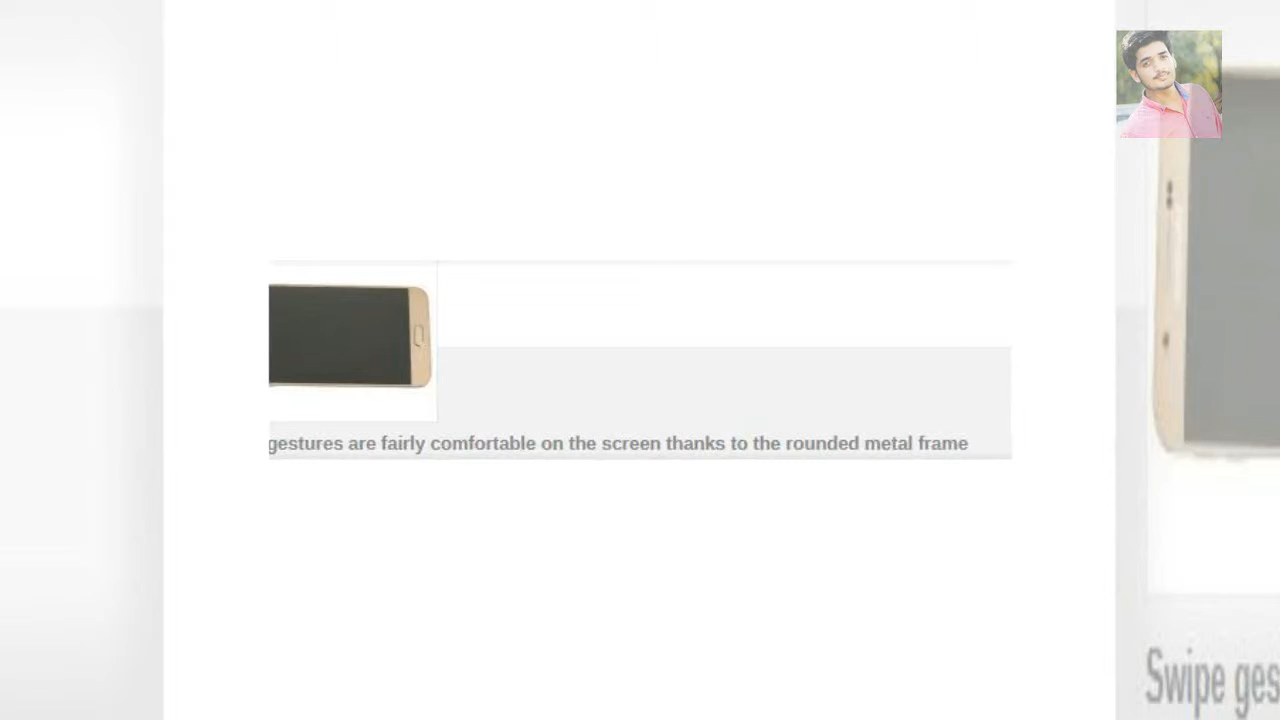 gestures are fairly comfortable on the screen thanks to the rounded metal frame
Swipe ges